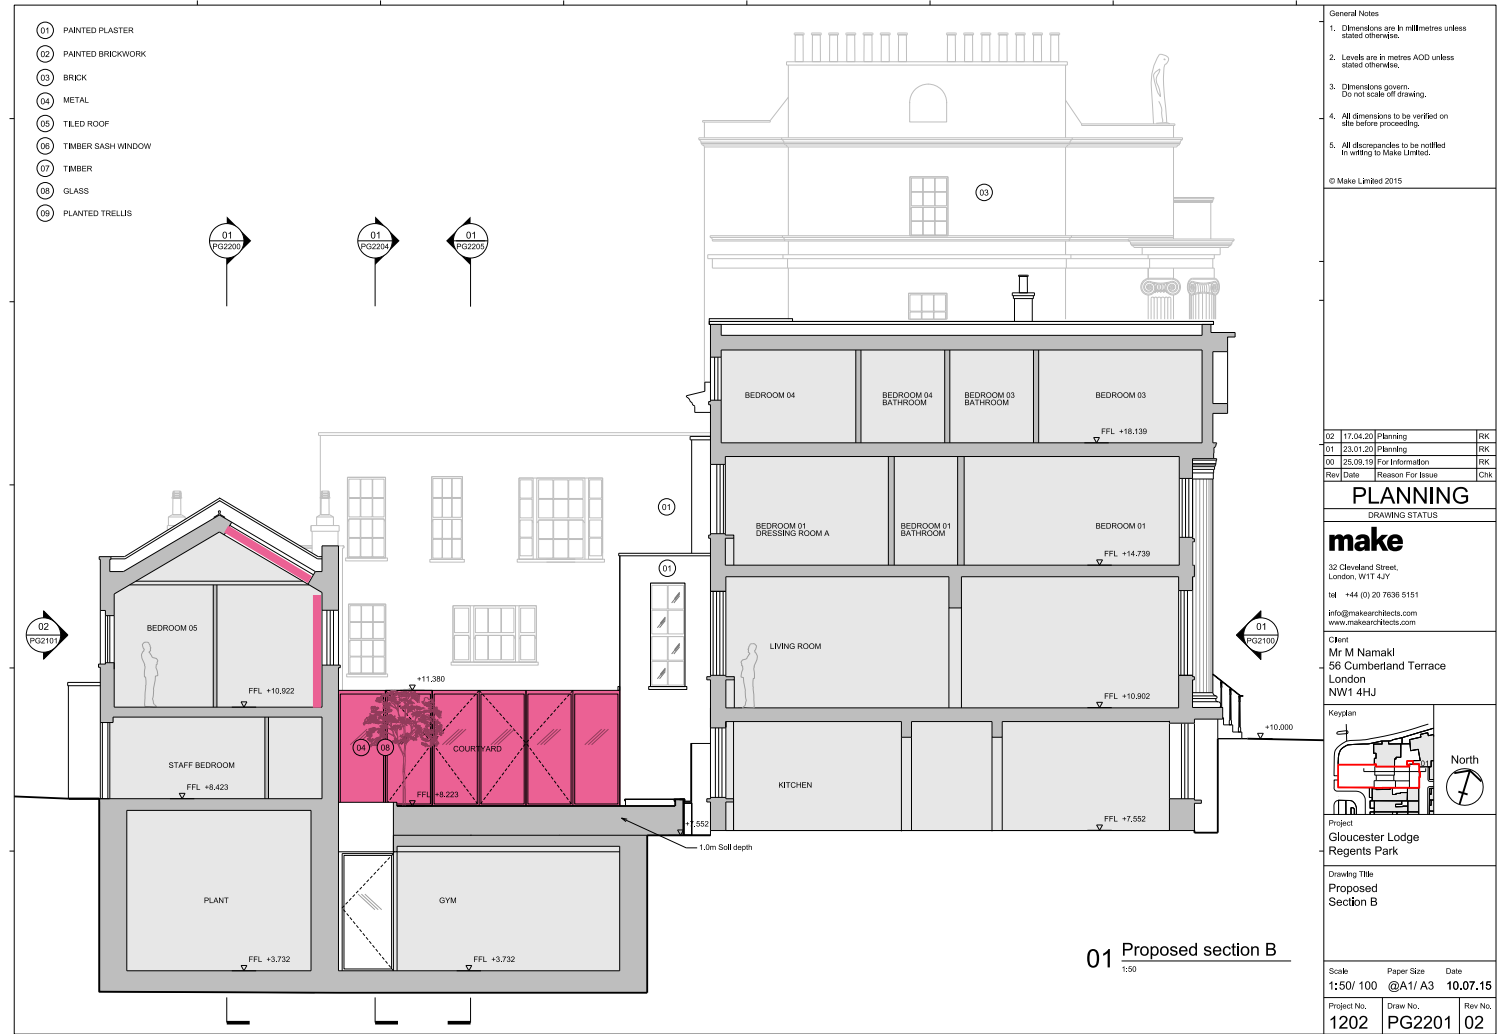 01 PAINTED PLASTER
02 PAINTED BRICKWORK
03 BRICK
04 METAL
05 TILED ROOF
06 TIMBER SASH WINDOW
07 TIMBER
08 GLASS
09 PLANTED TRELLIS
01
PG2200
01
PG2204
01
PG2205
03
BEDROOM 04
BEDROOM 04
BATHROOM
BEDROOM 03
BATHROOM
BEDROOM 03
FFL +18.139
01
BEDROOM 01
DRESSING ROOM A
BEDROOM 01
BATHROOM
BEDROOM 01
FFL +14.739
01
02
PG2101
BEDROOM 05
FFL +10.922
LIVING ROOM
FFL +10.902
01
PG2100
+11.380
+10.000
04
08
COURTYARD
STAFF BEDROOM
FFL +8.423
FFL +8.223
KITCHEN
+7.552
FFL +7.552
1.0m Soil depth
PLANT
GYM
FFL +3.732
FFL +3.732
01 Proposed section B
1:50
General Notes
1. Dimensions are in millimetres unless
stated otherwise.
2. Levels are in metres AOD unless
stated otherwise.
3. Dimensions govern.
Do not scale off drawing.
4. All dimensions to be verified on
site before proceeding.
5. All discrepancies to be notified
in writing to Make Limited.
© Make Limited 2015
02 17.04.20 Planning RK
01 23.01.20 Planning RK
00 25.09.19 For Information RK
Rev Date Reason For Issue Chk
PLANNING
DRAWING STATUS
make
32 Cleveland Street,
London, W1T 4JY
tel +44 (0) 20 7636 5151
info@makearchitects.com
www.makearchitects.com
Client
Mr M Namaki
56 Cumberland Terrace
London
NW1 4HJ
Keyplan
01
North
Project
Gloucester Lodge
Regents Park
Drawing Title
Proposed
Section B
Scale Paper Size Date
1:50/ 100 @A1/ A3 10.07.15
Project No. Draw No. Rev No.
1202 PG2201 02